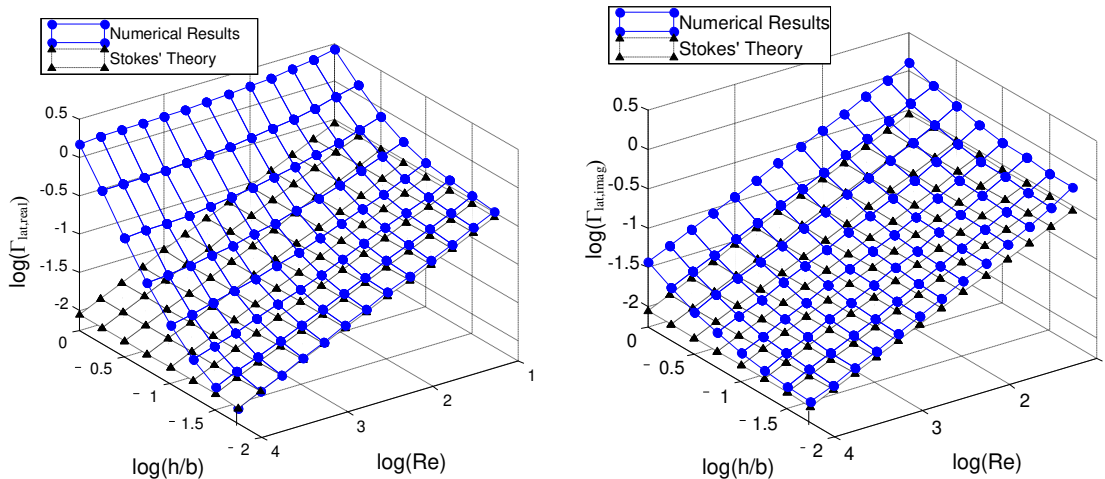 Numerical Results
Stokes' Theory
0.5
0
-0.5
-1
-1.5
-2
log(Γlat,real)
0
- 0.5
- 1
- 1.5
- 2
log(h/b)
4
3
2
1
log(Re)
Numerical Results
Stokes' Theory
0.5
0
-0.5
-1
-1.5
-2
log(Γlat,imag)
0
- 0.5
- 1
- 1.5
- 2
log(h/b)
4
3
2
log(Re)